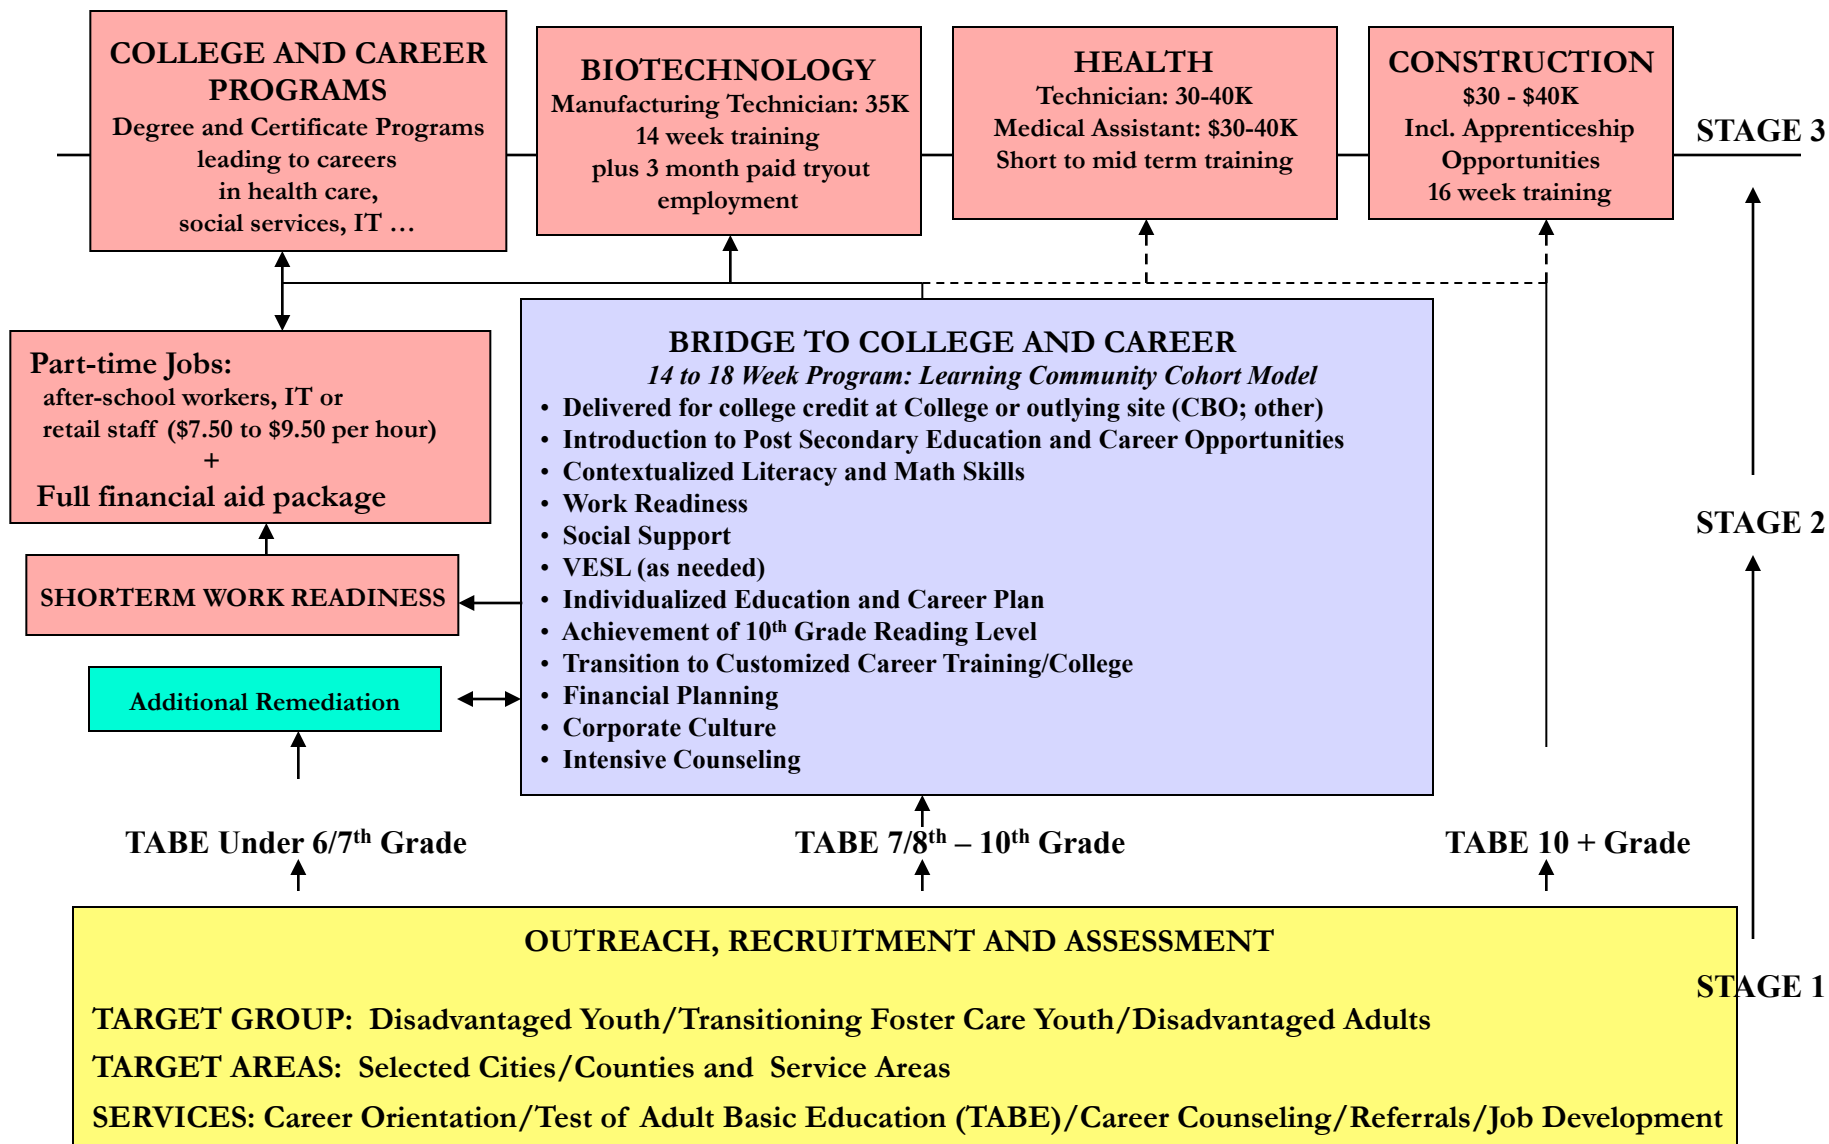 COLLEGE AND CAREER
PROGRAMS
Degree and Certificate Programs
leading to careers
in health care,
social services, IT …
BIOTECHNOLOGY
Manufacturing Technician: 35K
14 week training
plus 3 month paid tryout
employment
HEALTH
Technician: 30-40K
Medical Assistant: $30-40K
Short to mid term training
CONSTRUCTION
$30 - $40K
Incl. Apprenticeship
Opportunities
16 week training
STAGE 3
Part-time Jobs:
after-school workers, IT or
retail staff ($7.50 to $9.50 per hour)
+
Full financial aid package
SHORTERM WORK READINESS
Additional Remediation
BRIDGE TO COLLEGE AND CAREER
14 to 18 Week Program: Learning Community Cohort Model
• Delivered for college credit at College or outlying site (CBO; other)
• Introduction to Post Secondary Education and Career Opportunities
• Contextualized Literacy and Math Skills
• Work Readiness
• Social Support
• VESL (as needed)
• Individualized Education and Career Plan
• Achievement of 10th Grade Reading Level
• Transition to Customized Career Training/College
• Financial Planning
• Corporate Culture
• Intensive Counseling
STAGE 2
TABE Under 6/7th Grade
TABE 7/8th – 10th Grade
TABE 10 + Grade
OUTREACH, RECRUITMENT AND ASSESSMENT
STAGE 1
TARGET GROUP: Disadvantaged Youth/Transitioning Foster Care Youth/Disadvantaged Adults
TARGET AREAS: Selected Cities/Counties and Service Areas
SERVICES: Career Orientation/Test of Adult Basic Education (TABE)/Career Counseling/Referrals/Job Development